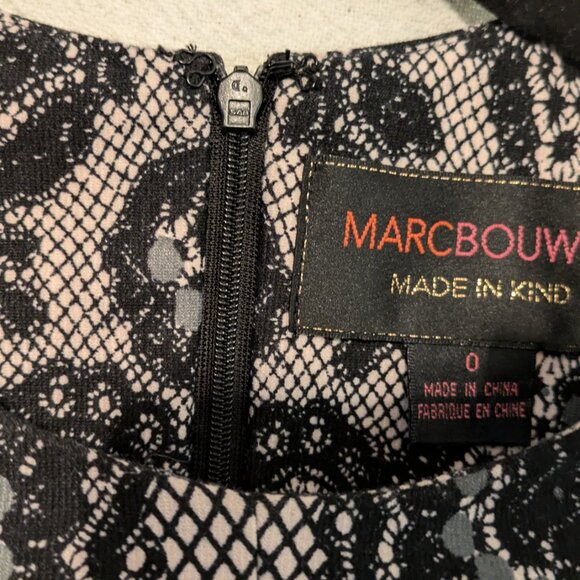 MARCBOUW
MADE IN KIND
0
MADE IN CHINA
FABRIQUE EN CHINE